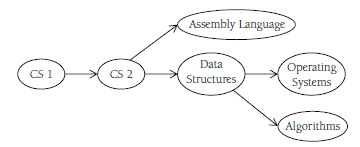 Assembly Language
CS 1
CS 2
Data
Structures
Operating
Systems
Algorithms